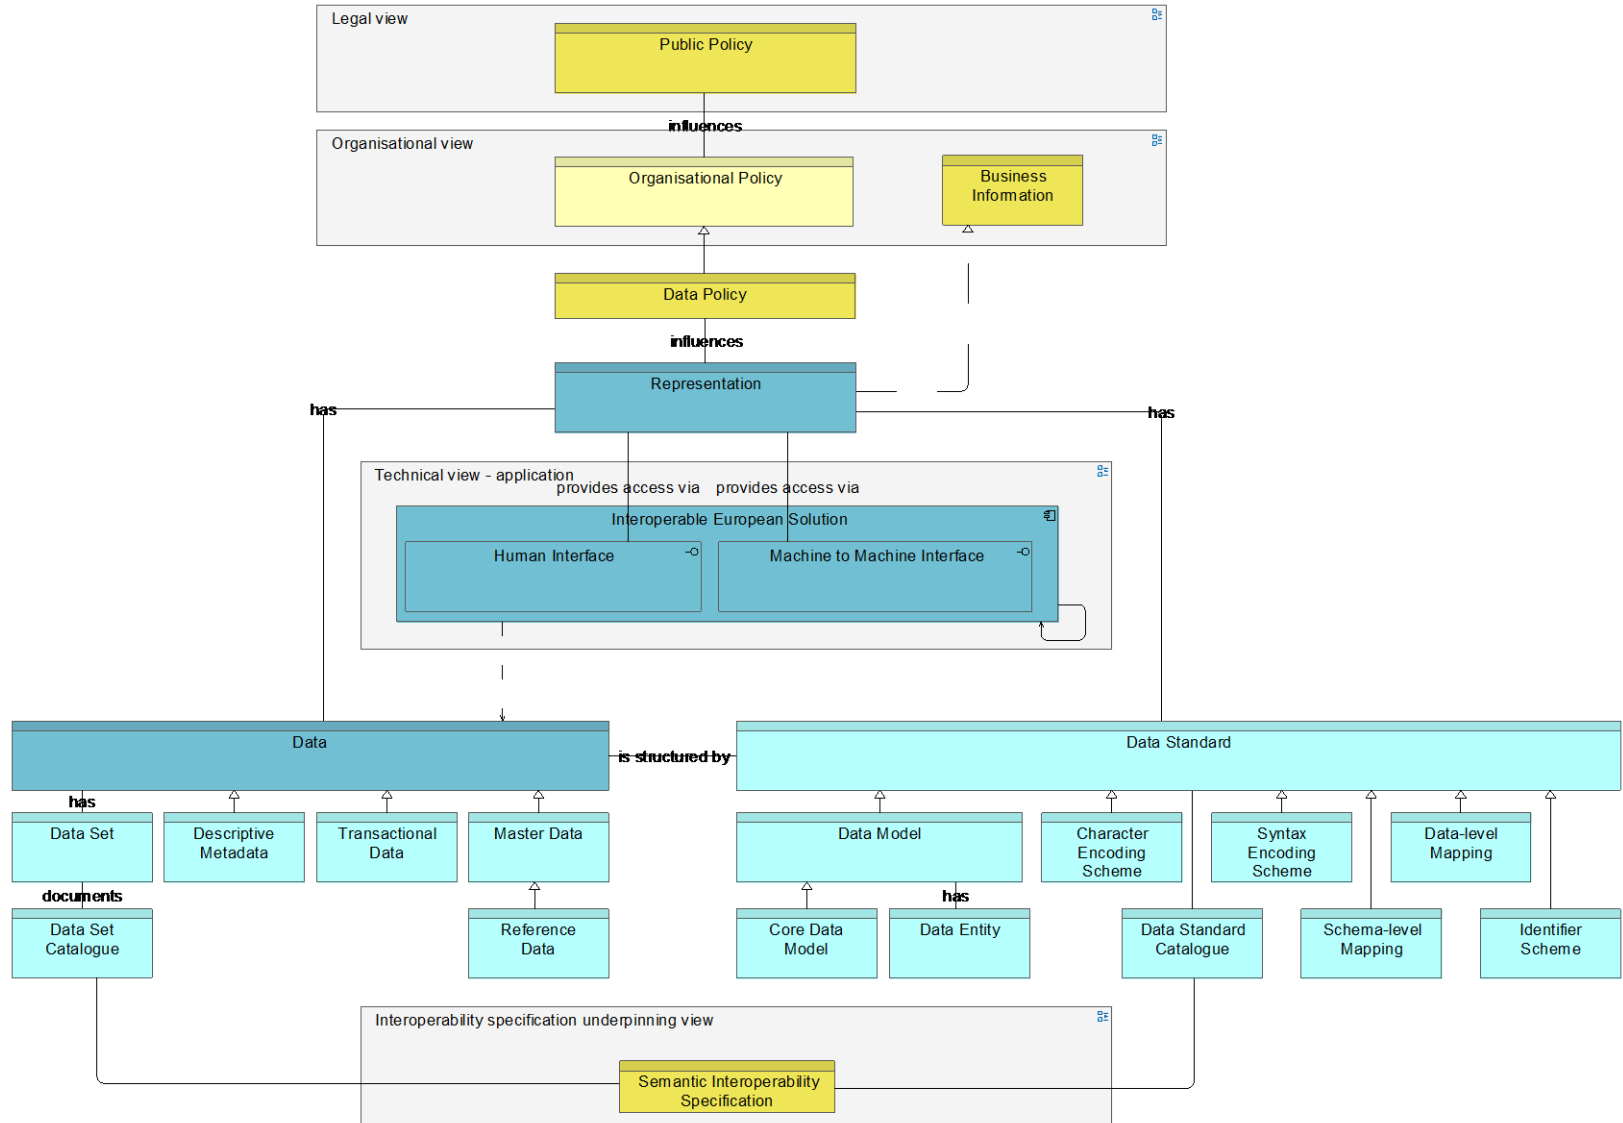 Legal view
Public Policy
influences
Organisational view
Organisational Policy
Business
Information
Data Policy
influences
Representation
has
has
Technical view - application
provides access via
provides access via
Interoperable European Solution
Human Interface
Machine to Machine Interface
Data
is structured by
Data Standard
has
Data Set
Descriptive
Metadata
Transactional
Data
Master Data
Data Model
Character
Encoding
Scheme
Syntax
Encoding
Scheme
Data-level
Mapping
documents
has
Data Set
Catalogue
Reference
Data
Core Data
Model
Data Entity
Data Standard
Catalogue
Schema-level
Mapping
Identifier
Scheme
Interoperability specification underpinning view
Semantic Interoperability
Specification